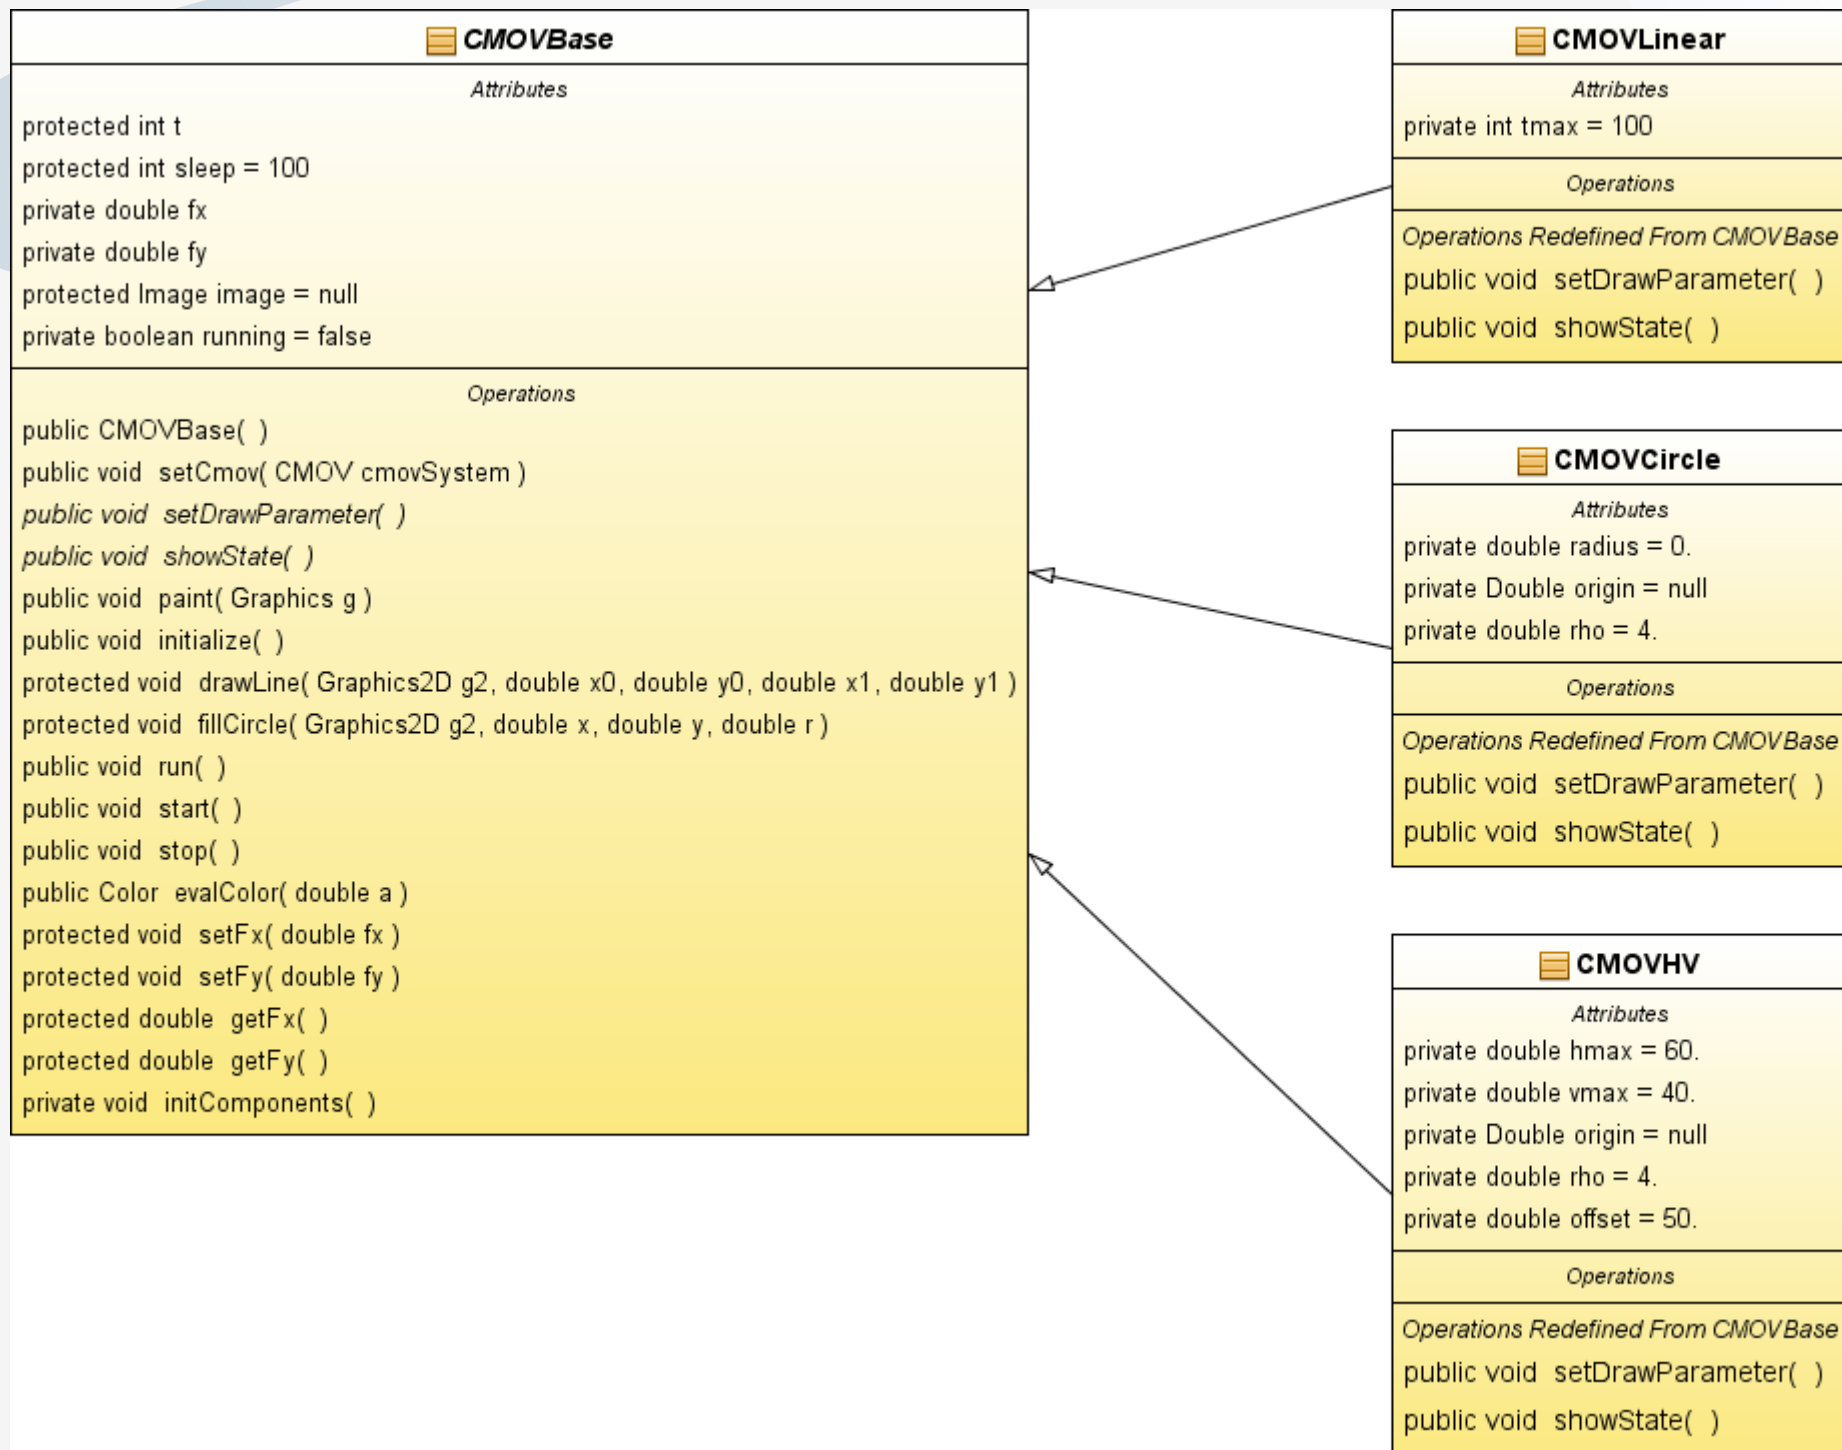 CMOVBase
Attributes
protected int t
protected int sleep = 100
private double fx
private double fy
protected Image image = null
private boolean running = false
Operations
public CMOVBase( )
public void setCmov( CMOV cmovSystem )
public void setDrawParameter( )
public void showState( )
public void paint( Graphics g )
public void initialize( )
protected void drawLine( Graphics2D g2, double x0, double y0, double x1, double y1 )
protected void fillCircle( Graphics2D g2, double x, double y, double r )
public void run( )
public void start( )
public void stop( )
public Color evalColor( double a )
protected void setFx( double fx )
protected void setFy( double fy )
protected double getFx( )
protected double getFy( )
private void initComponents( )
CMOVLinear
Attributes
private int tmax = 100
Operations
Operations Redefined From CMOVBase
public void setDrawParameter( )
public void showState( )
CMOVCircle
Attributes
private double radius = 0.
private Double origin = null
private double rho = 4.
Operations
Operations Redefined From CMOVBase
public void setDrawParameter( )
public void showState( )
CMOVHV
Attributes
private double hmax = 60.
private double vmax = 40.
private Double origin = null
private double rho = 4.
private double offset = 50.
Operations
Operations Redefined From CMOVBase
public void setDrawParameter( )
public void showState( )